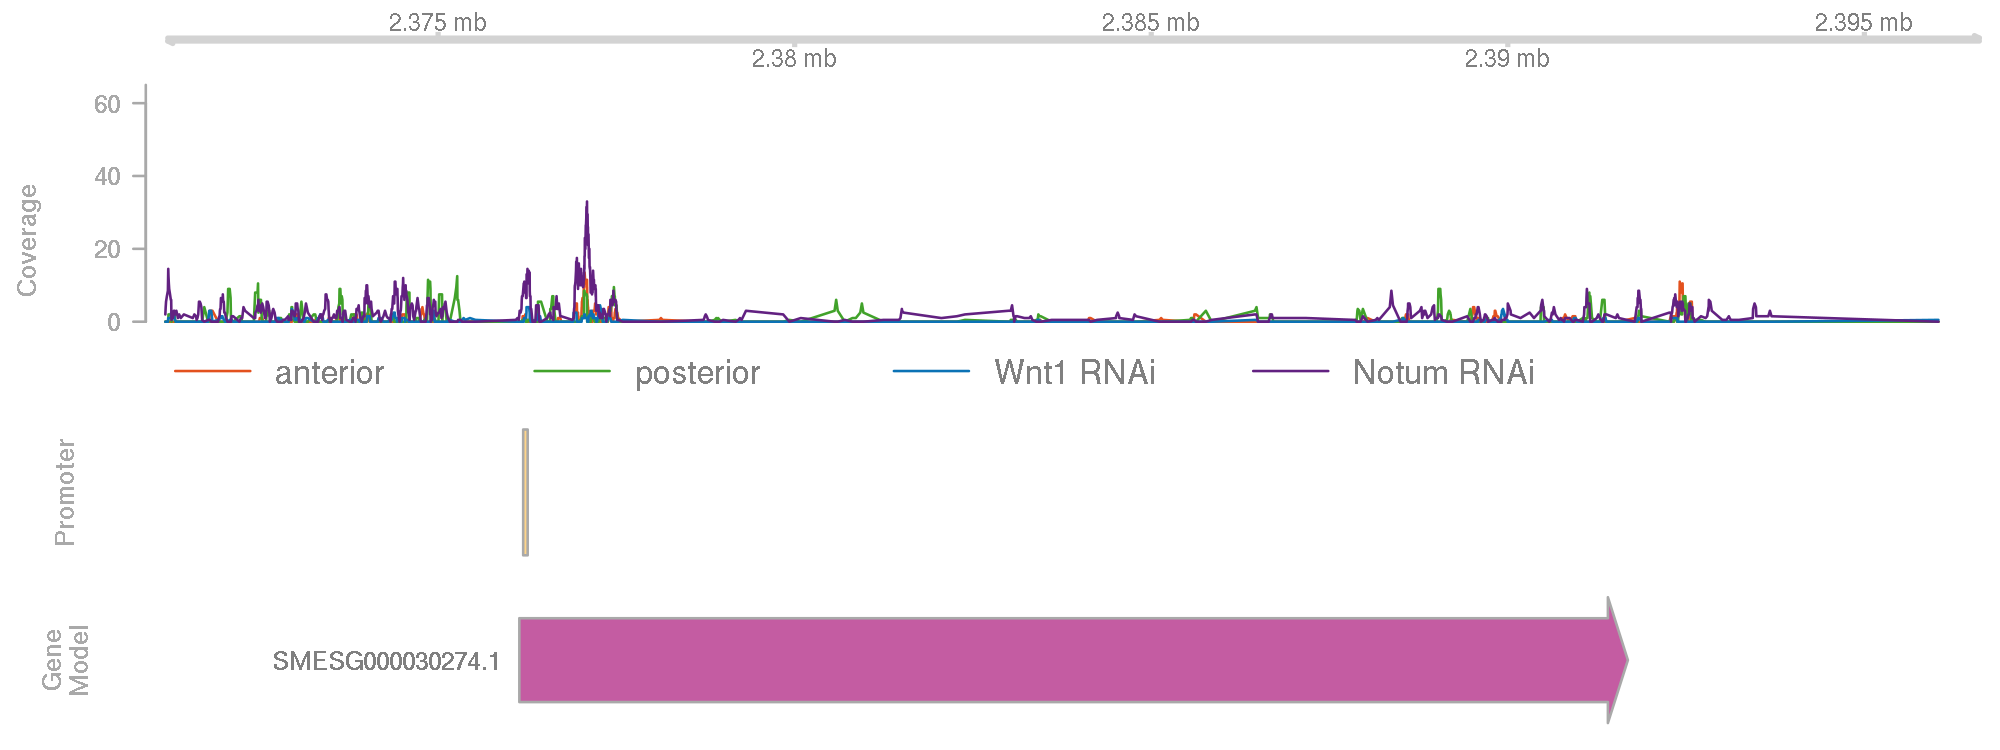 2.375 mb
2.385 mb
2.395 mb
2.38 mb
2.39 mb
Coverage
60
40
20
0
anterior
posterior
Wnt1 RNAi
Notum RNAi
Promoter
Gene
Model
SMESG000030274.1